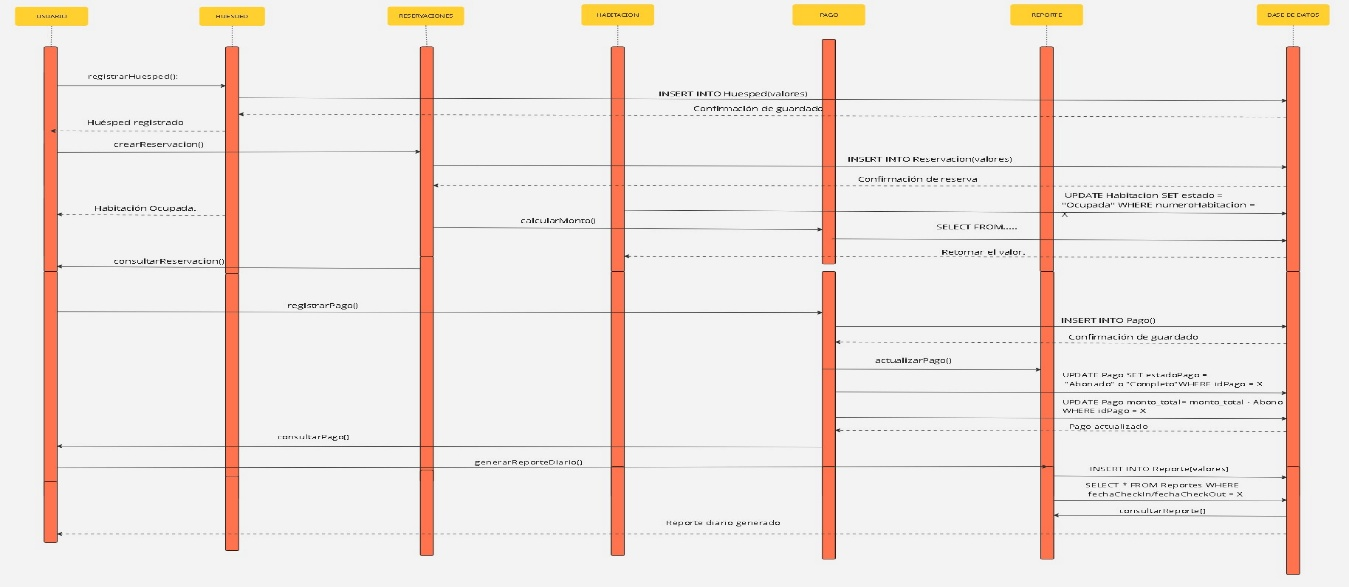 USUARIO
HUESPED
RESERVACIONES
HABITACION
PAGO
REPORTE
BASE DE DATOS
registrarHuesped():
INSERT INTO Huesped(valores)
Confirmación de guardado
Huésped registrado
crearReservacion()
INSERT INTO Reservacion(valores)
Confirmación de reserva
UPDATE Habitacion SET estado =
"Ocupada" WHERE numeroHabitacion =
X
Habitación Ocupada.
calcularMonto()
SELECT FROM.....
Retornar el valor.
consultarReservacion()
registrarPago()
INSERT INTO Pago()
Confirmación de guardado
actualizarPago()
UPDATE Pago SET estadoPago =
"Abonado" o "Completo"WHERE idPago = X
UPDATE Pago monto_total= monto_total - Abono
WHERE idPago = X
Pago actualizado
consultarPago()
generarReporteDiario()
INSERT INTO Reporte(valores)
SELECT * FROM Reportes WHERE
fechaCheckIn/fechaCheckOut = X
consultarReporte()
Reporte diario generado